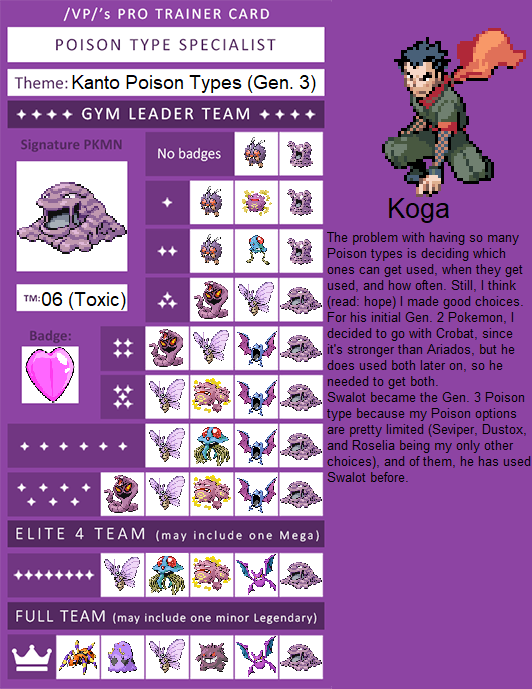 /VP/'s PRO TRAINER CARD
POISON TYPE SPECIALIST
Theme: Kanto Poison Types (Gen. 3)
GYM LEADER TEAM
Signature PKMN
No badges
TM: 06 (Toxic)
Badge:
ELITE 4 TEAM (may include one Mega)
FULL TEAM (may include one minor Legendary)
Koga
The problem with having so many
Poison types is deciding which
ones can get used, when they get
used, and how often. Still, I think
(read: hope) I made good choices.
For his initial Gen. 2 Pokemon, I
decided to go with Crobat, since
it's stronger than Ariados, but he
does used both later on, so he
needed to get both.
Swalot became the Gen. 3 Poison
type because my Poison options
are pretty limited (Seviper, Dustox,
and Roselia being my only other
choices), and of them, he has used
Swalot before.